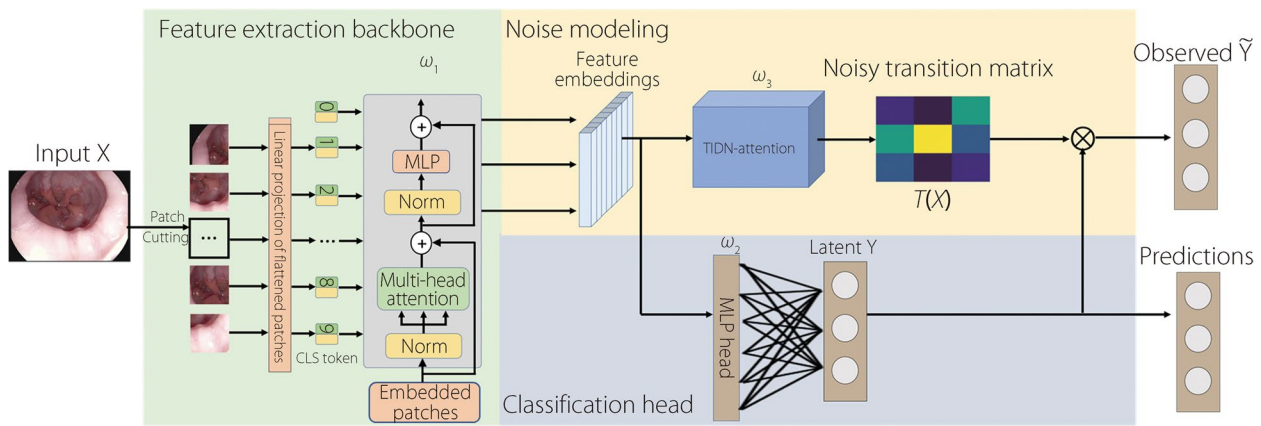 Feature extraction backbone
Noise modeling
ω1
Feature
embeddings
ω3
Noisy transition matrix
Observed Ỹ
Input X
Patch
Cutting
...
Linear projection of
flattened patches
0
1
2
...
8
9
CLS token
MLP
Norm
Multi-head
attention
Norm
Embedded
patches
TIDN-attention
T(X)
ω2
MLP head
Latent Y
Predictions
Classification head